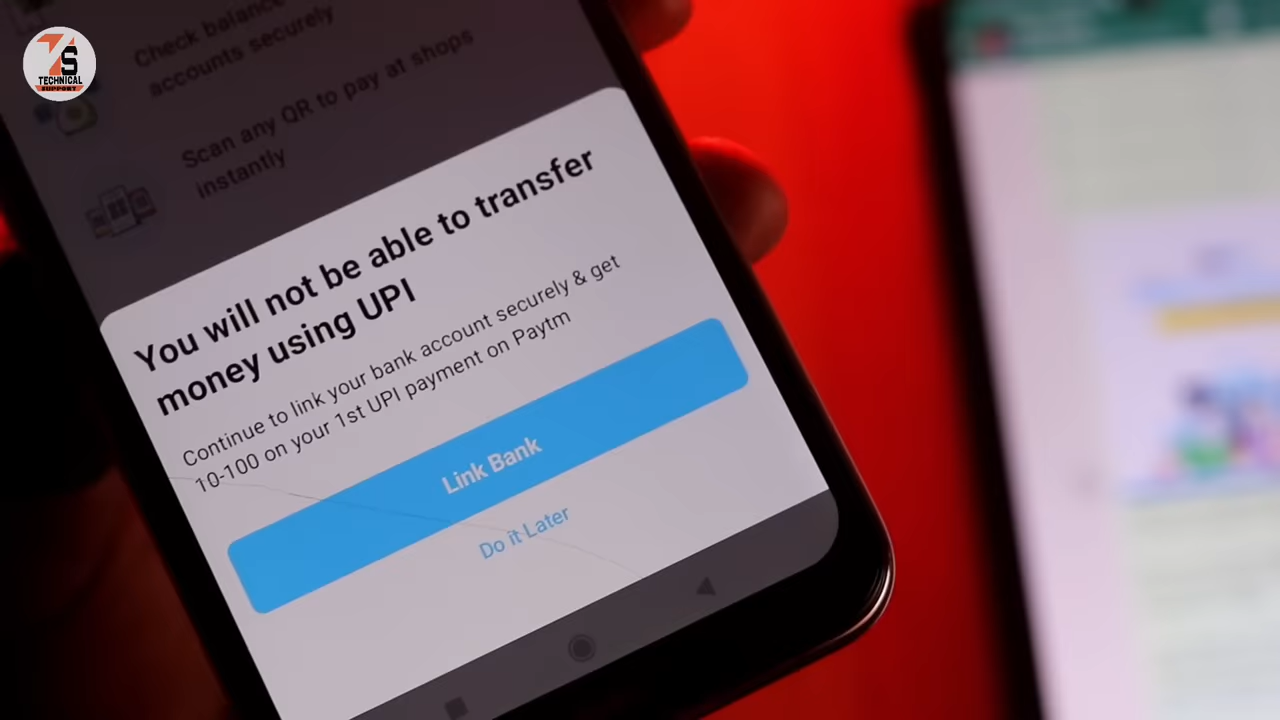 7S
TECHNICAL
SUPPORT
Check balance
accounts securely
Scan any QR to pay at shops
instantly
You will not be able to transfer
money using UPI
Continue to link your bank account securely & get
10-100 on your 1st UPI payment on Paytm
Link Bank
Do it Later